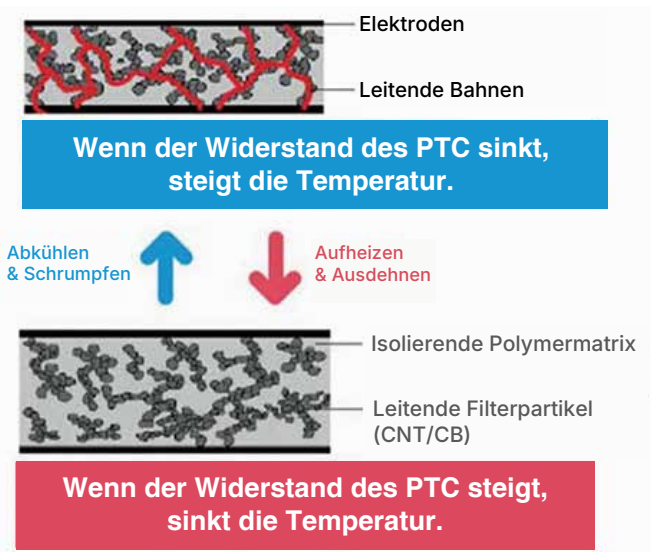 Elektroden
Leitende Bahnen
Wenn der Widerstand des PTC sinkt,
steigt die Temperatur.
Abkühlen
& Schrumpfen
Aufheizen
& Ausdehnen
Isolierende Polymermatrix
Leitende Filterpartikel
(CNT/CB)
Wenn der Widerstand des PTC steigt,
sinkt die Temperatur.